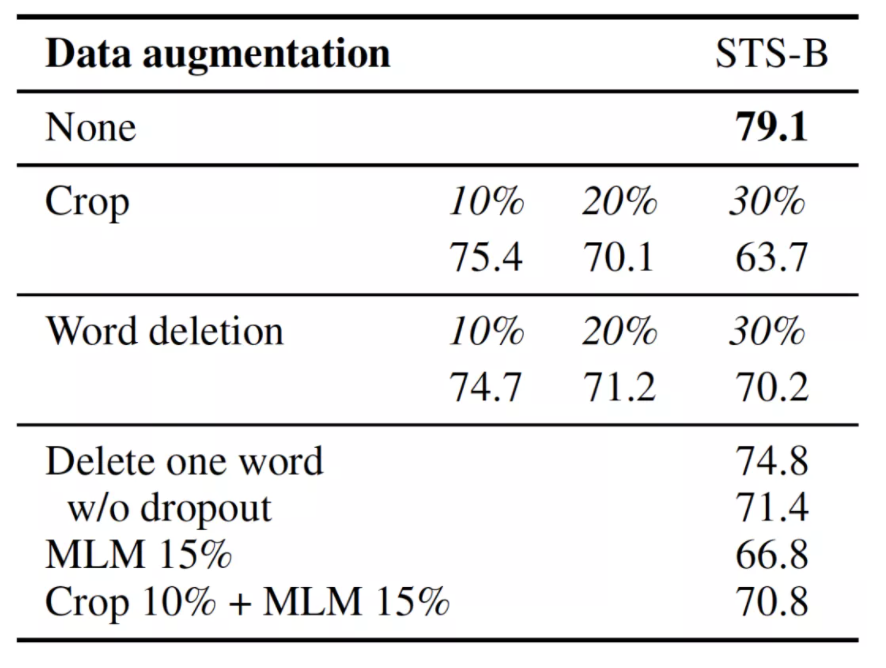 Data augmentation STS-B
None 79.1
Crop 10% 20% 30%
75.4 70.1 63.7
Word deletion 10% 20% 30%
74.7 71.2 70.2
Delete one word 74.8
w/o dropout 71.4
MLM 15% 66.8
Crop 10% + MLM 15% 70.8